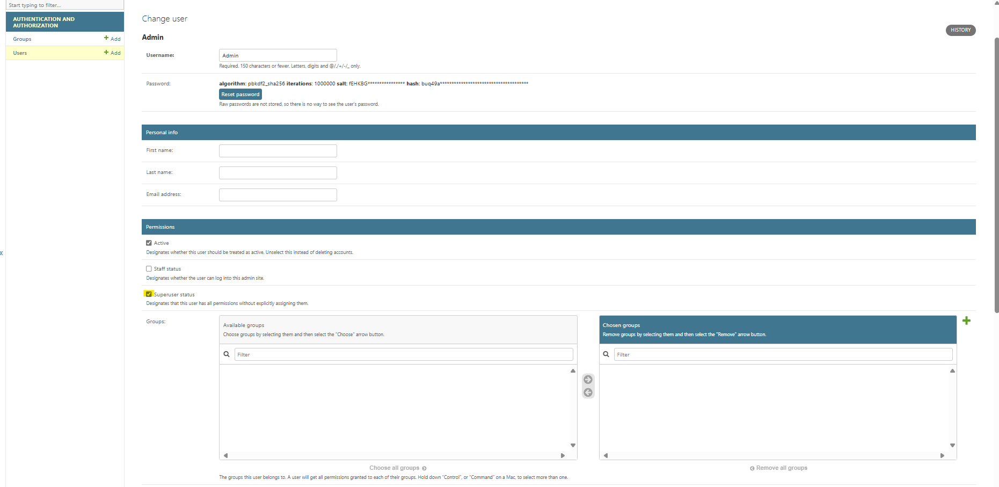 Start typing to filter...
AUTHENTICATION AND
AUTHORIZATION
Groups
+ Add
Users
+ Add
«
Change user
HISTORY
Admin
Username:
Admin
Required. 150 characters or fewer. Letters, digits and @/./+/-/_ only.
Password:
algorithm: pbkdf2_sha256 iterations: 1000000 salt: fEHKBG**************** hash: buq49a**************************************
Reset password
Raw passwords are not stored, so there is no way to see the user's password.
Personal info
First name:
Last name:
Email address:
Permissions
Active
Designates whether this user should be treated as active. Unselect this instead of deleting accounts.
Staff status
Designates whether the user can log into this admin site.
Superuser status
Designates that this user has all permissions without explicitly assigning them.
Groups:
Available groups
Choose groups by selecting them and then select the "Choose" arrow button.
Filter
Choose all groups
Chosen groups
Remove groups by selecting them and then select the "Remove" arrow button.
Filter
Remove all groups
The groups this user belongs to. A user will get all permissions granted to each of their groups. Hold down "Control", or "Command" on a Mac, to select more than one.